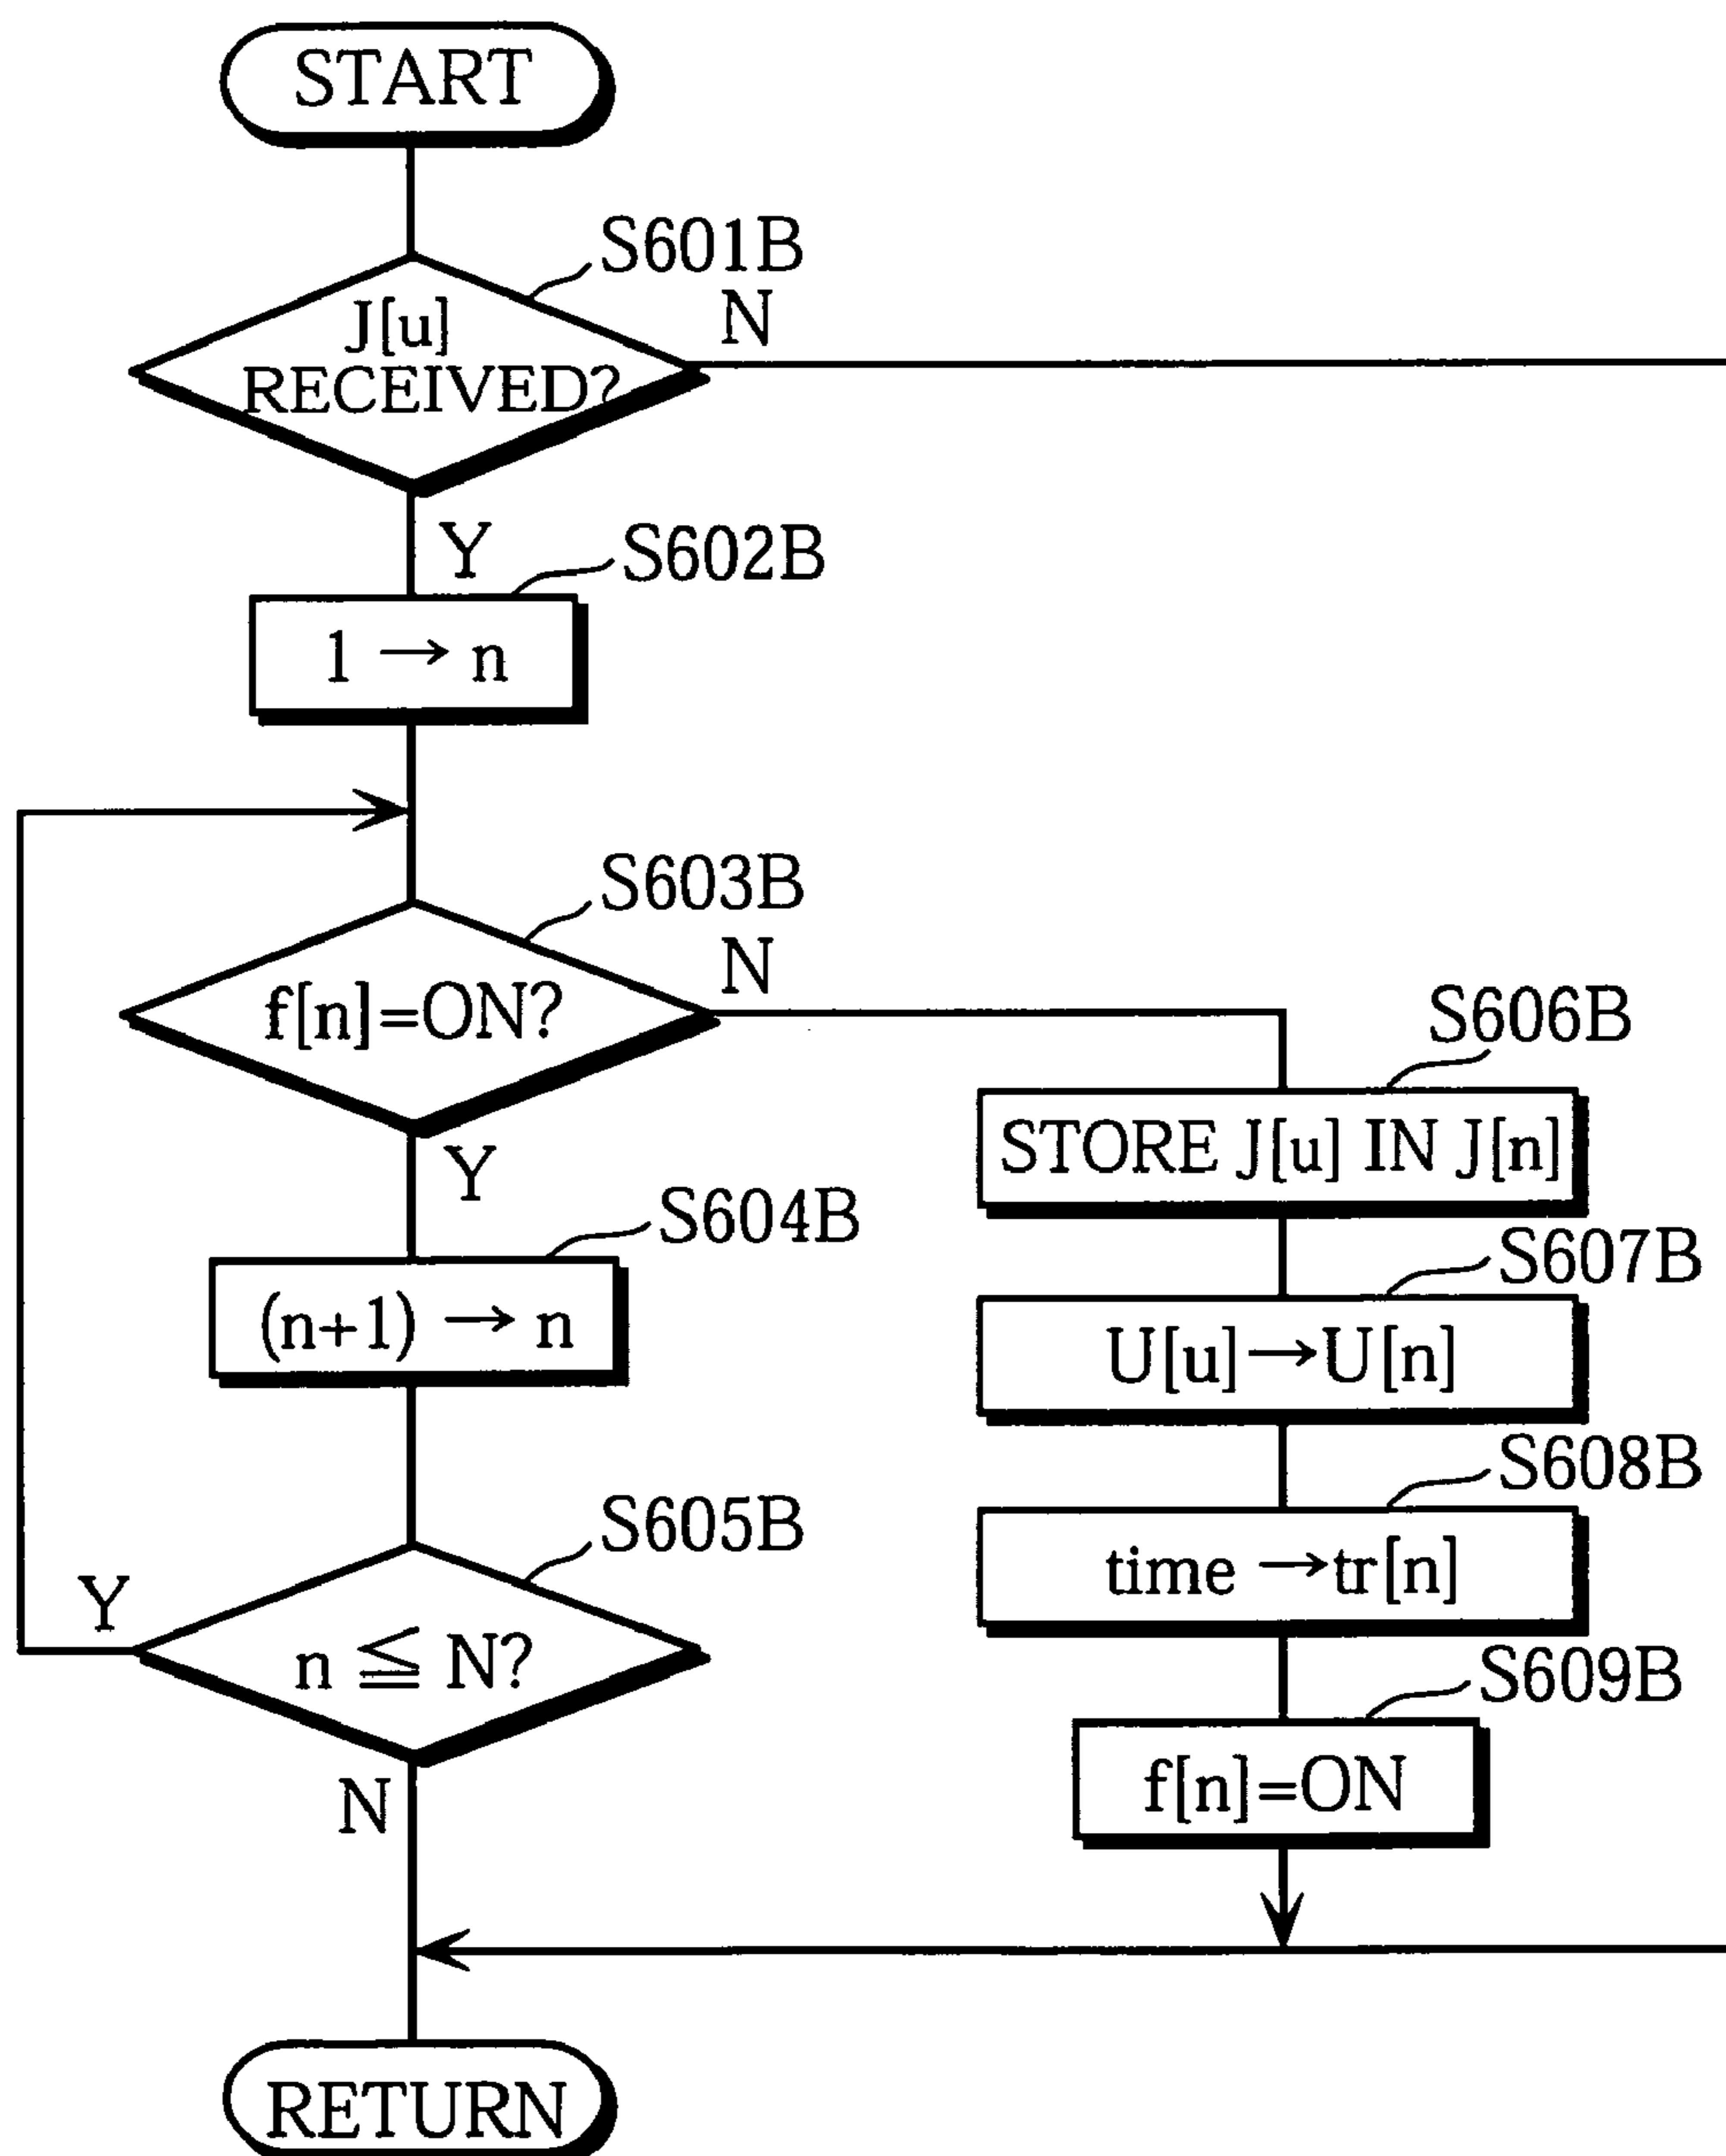 START
S601B
J[u]
RECEIVED?
N
Y
S602B
1 → n
S603B
f[n]=ON?
N
Y
S604B
(n+1) → n
S605B
n ≦ N?
Y
N
S606B
STORE J[u] IN J[n]
S607B
U[u]→U[n]
S608B
time →tr[n]
S609B
f[n]=ON
RETURN